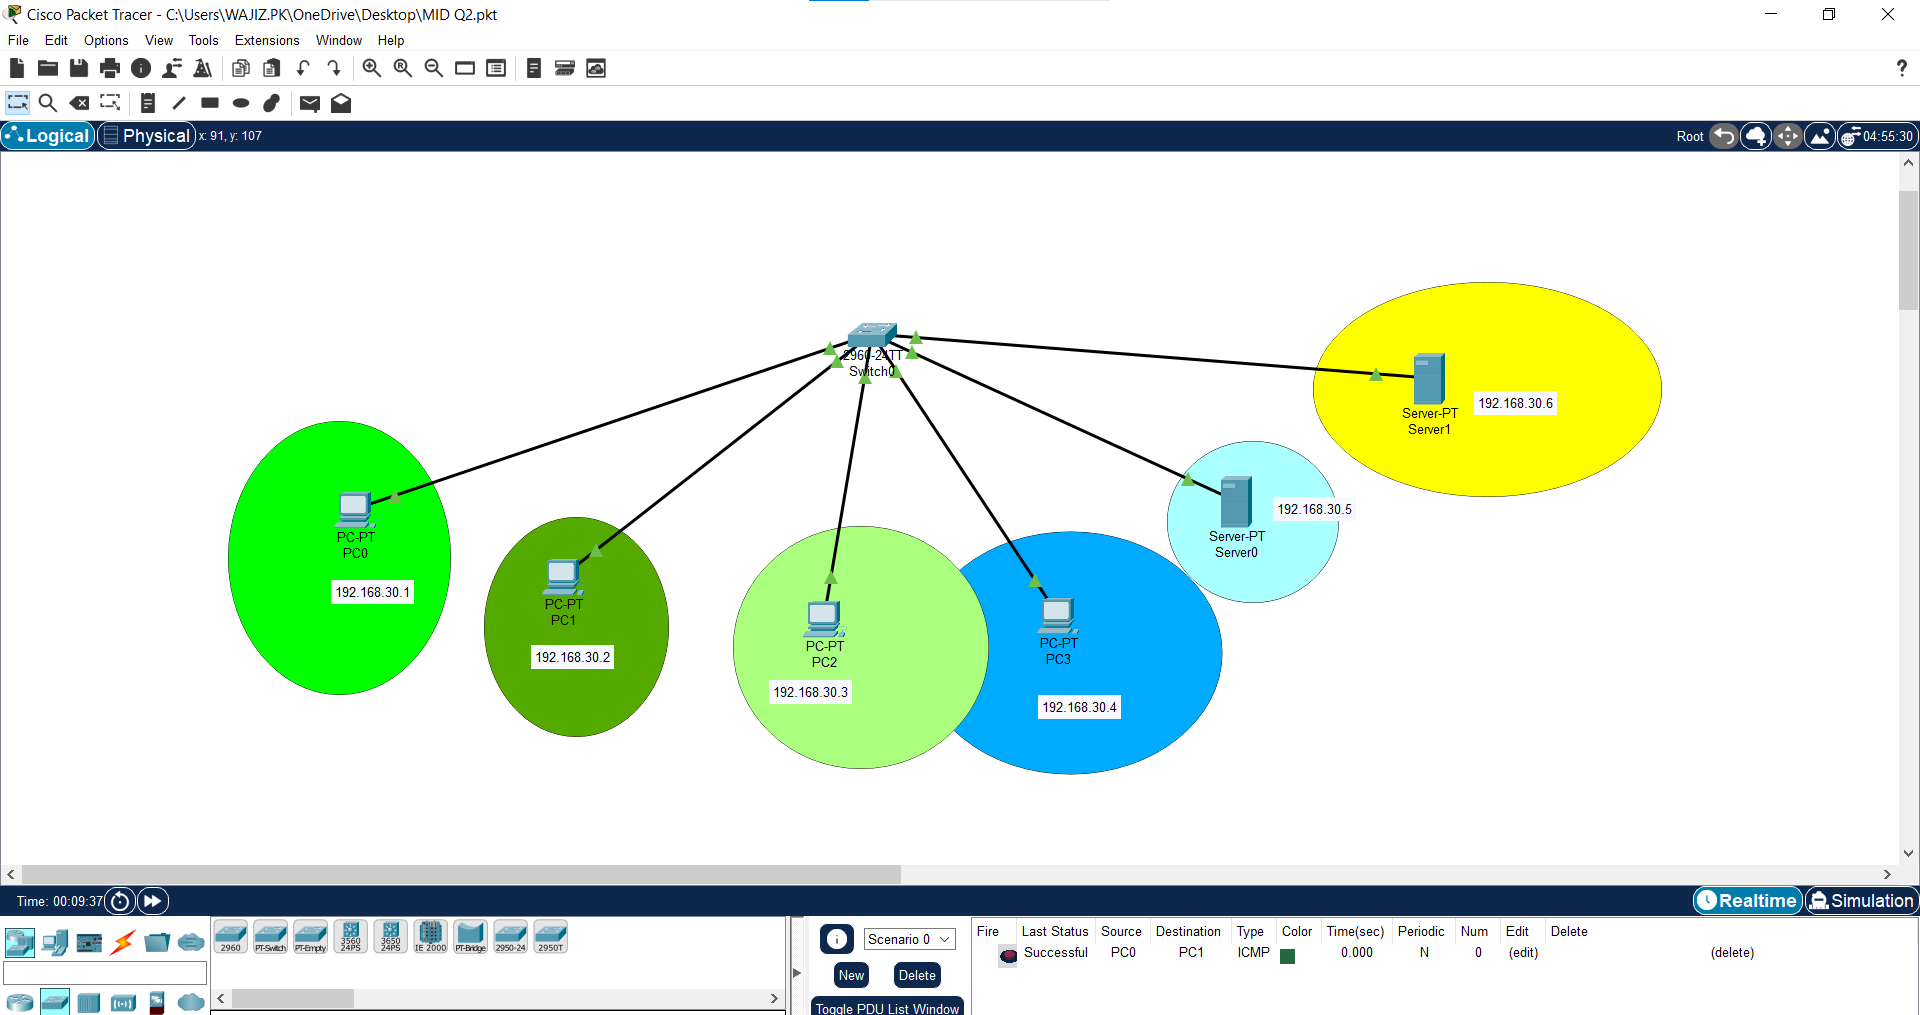 Cisco Packet Tracer - C:\Users\WAJIZ.PK\OneDrive\Desktop\MID Q2.pkt
File Edit Options View Tools Extensions Window Help
?
Logical Physical x: 91, y: 107 Root 04:55:30
2960-24TT
Switch0
Server-PT
Server1
192.168.30.6
PC-PT
PC0
192.168.30.1
PC-PT
PC1
192.168.30.2
PC-PT
PC2
192.168.30.3
PC-PT
PC3
192.168.30.4
Server-PT
Server0
192.168.30.5
Time: 00:09:37 Realtime Simulation
2960 PT-Switch PT-Empty 3560 24PS 3650 24PS IE 2000 PT-Bridge 2950-24 2950T
Scenario 0
New Delete
Toggle PDU List Window
Fire Last Status Source Destination Type Color Time(sec) Periodic Num Edit Delete
Successful PC0 PC1 ICMP 0.000 N 0 (edit) (delete)